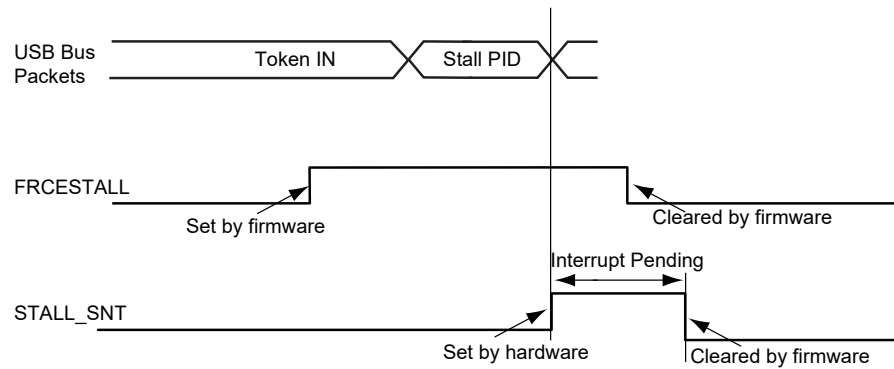 USB Bus
Packets
Token IN
Stall PID
FRCESTALL
Set by firmware
Cleared by firmware
Interrupt Pending
STALL_SNT
Set by hardware
Cleared by firmware